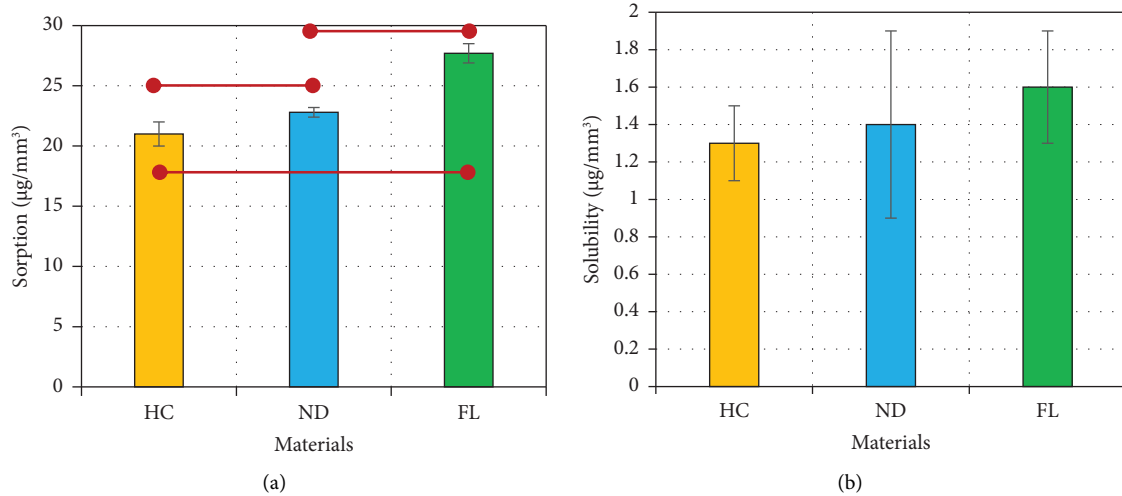 30
25
20
15
10
5
0
Sorption (µg/mm³)
HC ND FL
Materials
(a)
2
1.8
1.6
1.4
1.2
1
0.8
0.6
0.4
0.2
0
Solubility (µg/mm³)
HC ND FL
Materials
(b)